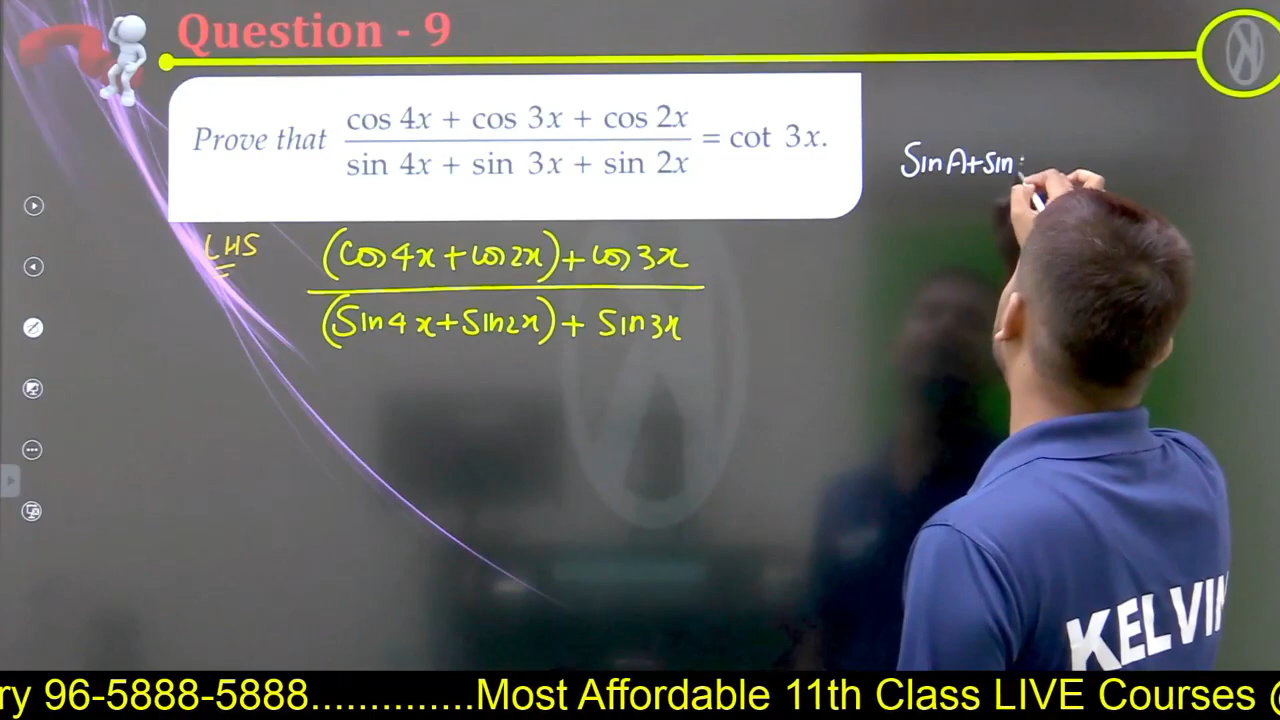 Question - 9
Prove that cos 4x + cos 3x + cos 2x / sin 4x + sin 3x + sin 2x = cot 3x.
Sin A+Sin
LHS
(Cos 4x + Cos 2x) + Cos 3x
(Sin 4x + Sin 2x) + Sin 3x
KELVIN
ry 96-5888-5888..............Most Affordable 11th Class LIVE Courses @